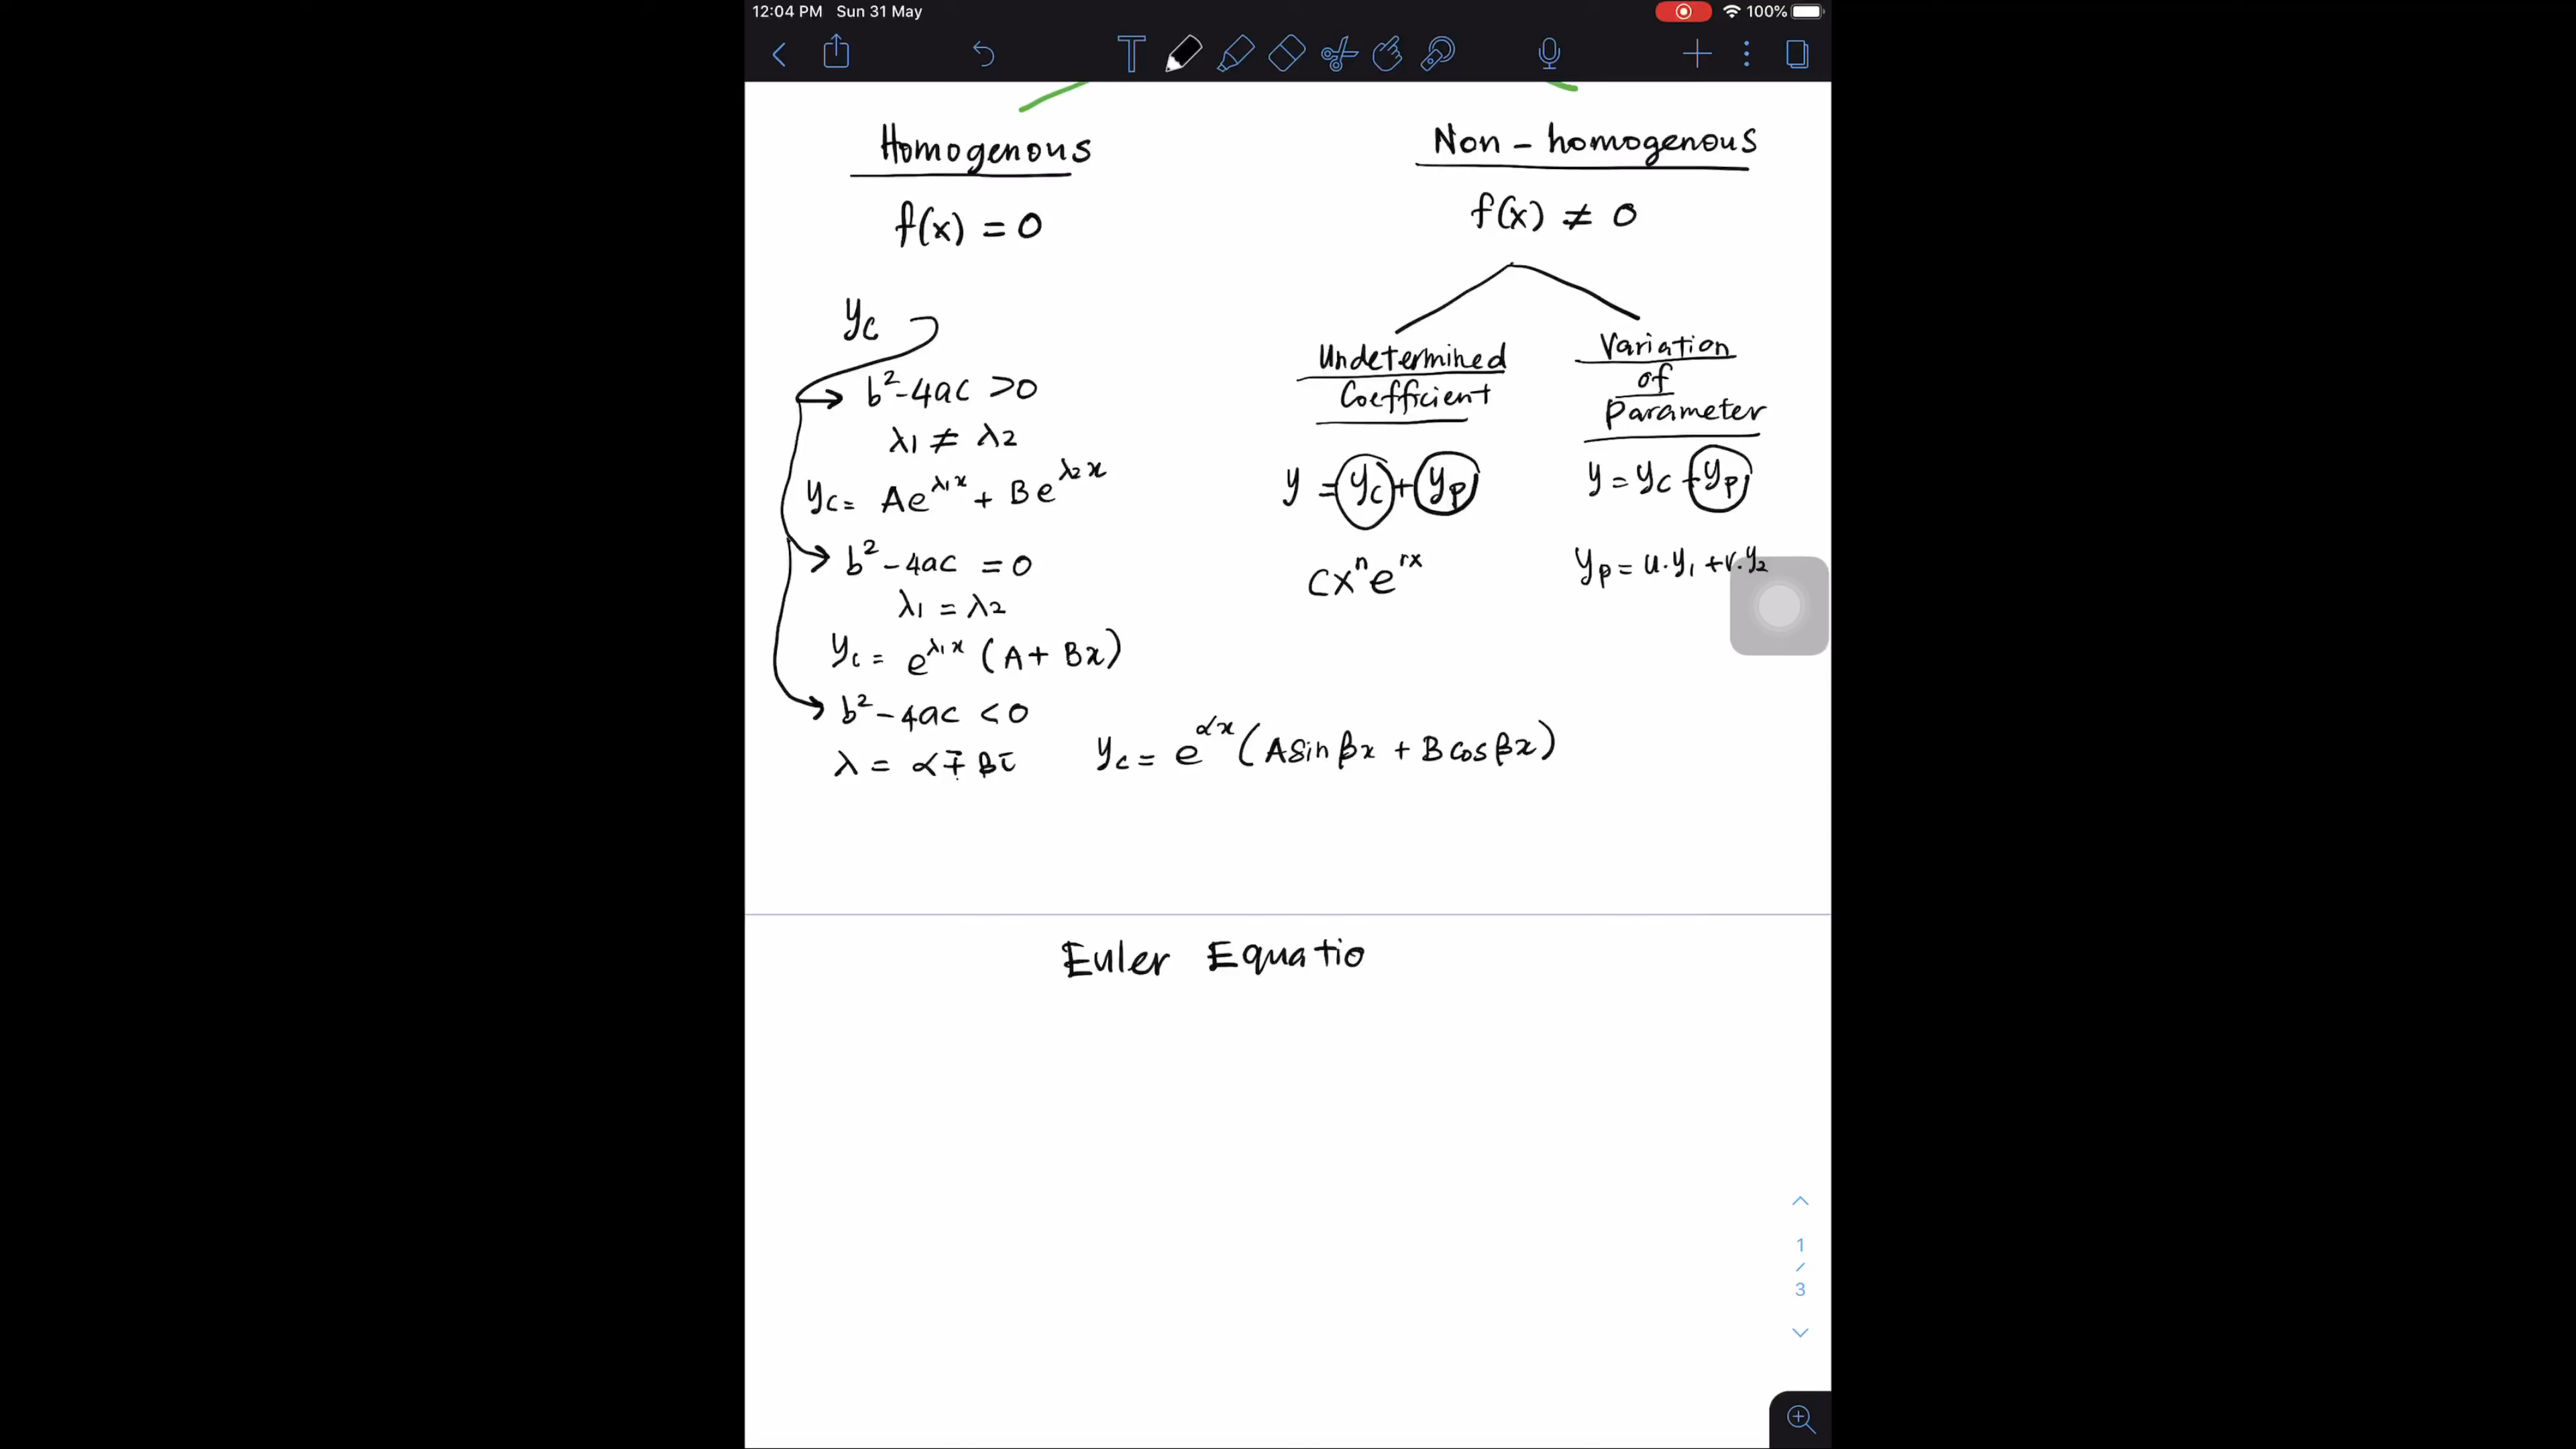 12:04 PM Sun 31 May 100%
Homogenous
f(x) = 0
yc
b² - 4ac > 0
λ1 ≠ λ2
yc = Ae^λ1x + Be^λ2x
b² - 4ac = 0
λ1 = λ2
yc = e^λ1x (A + Bx)
b² - 4ac < 0
λ = α ∓ βi yc = e^αx (A sin βx + B cos βx)
Non - homogenous
f(x) ≠ 0
Undetermined
Coefficient
y = yc + yp
cx^n e^rx
Variation
of
Parameter
y = yc + yp
yp = u.y1 + v.y2
Euler Equatio
1
/
3